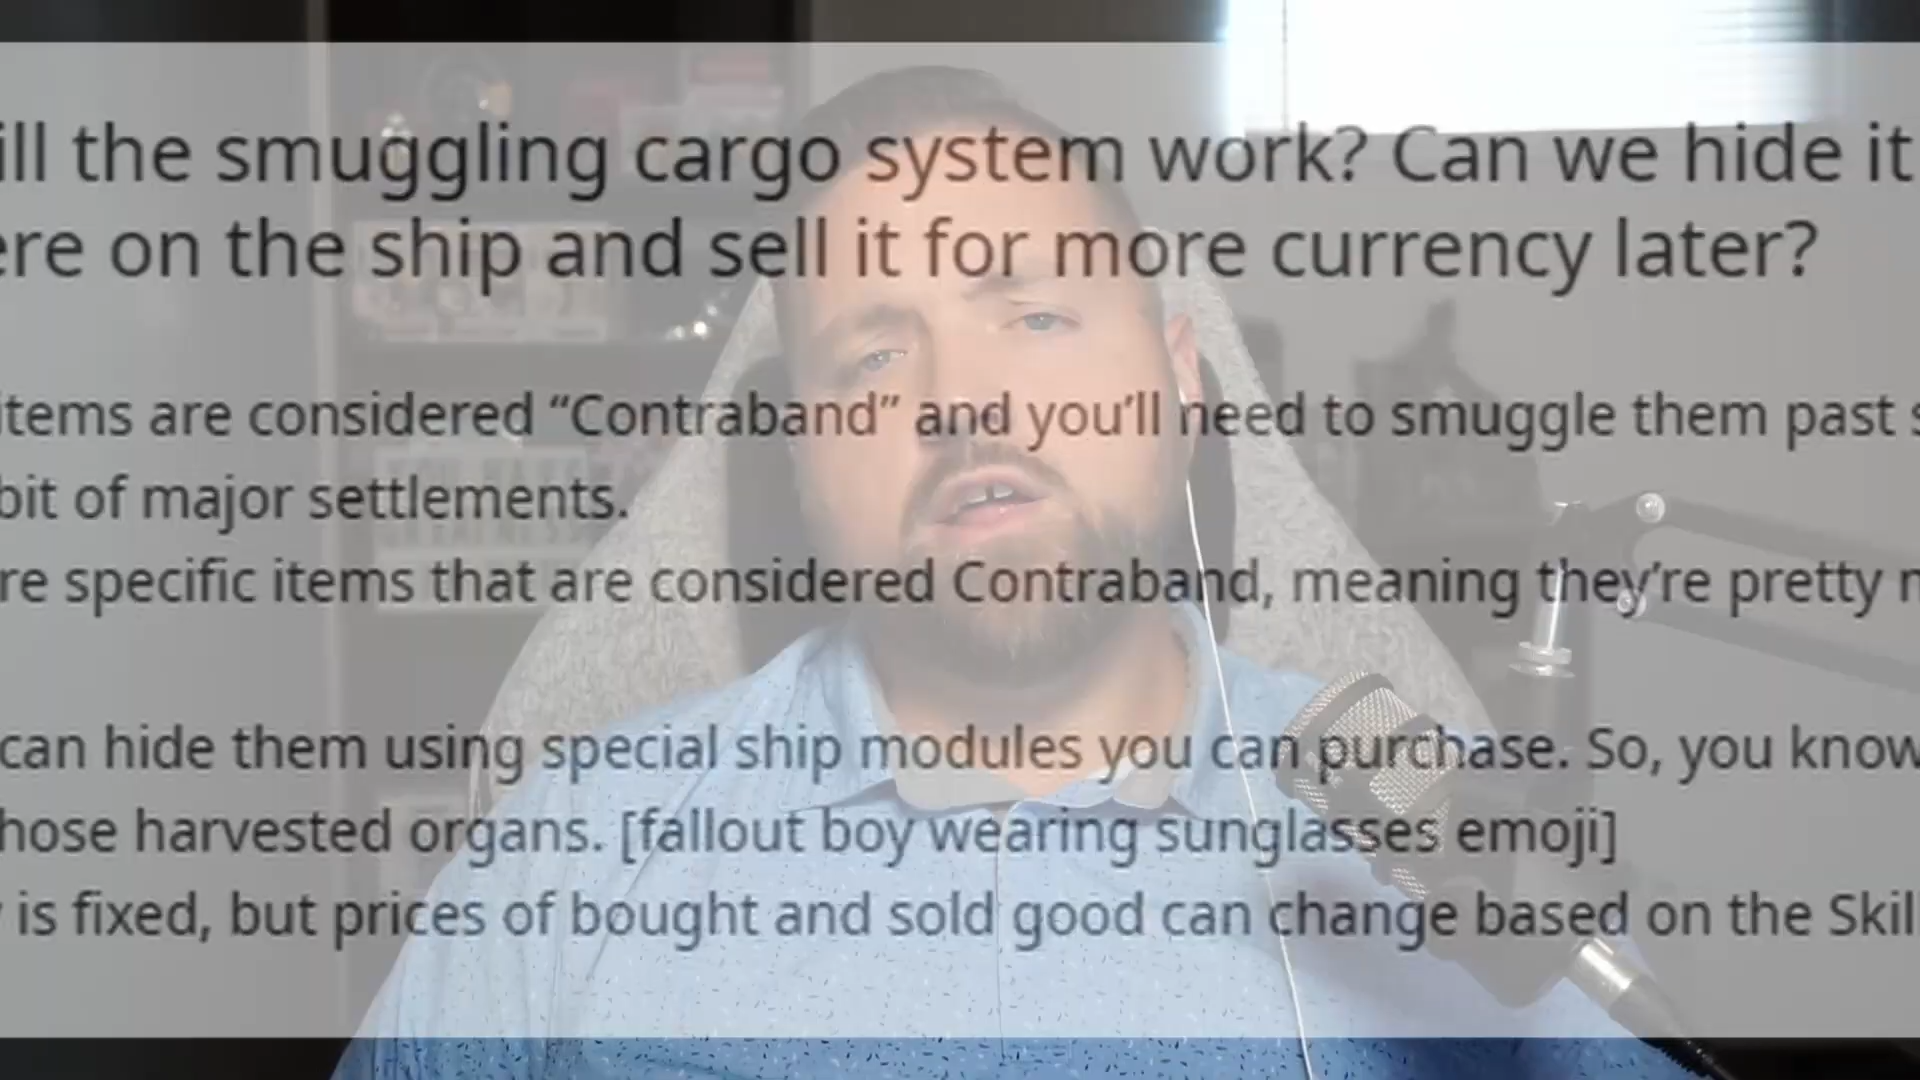 ill the smuggling cargo system work? Can we hide it
ere on the ship and sell it for more currency later?
items are considered “Contraband” and you’ll need to smuggle them past s
bit of major settlements.
re specific items that are considered Contraband, meaning they’re pretty
can hide them using special ship modules you can purchase. So, you know
hose harvested organs. [fallout boy wearing sunglasses emoji]
is fixed, but prices of bought and sold good can change based on the Skil